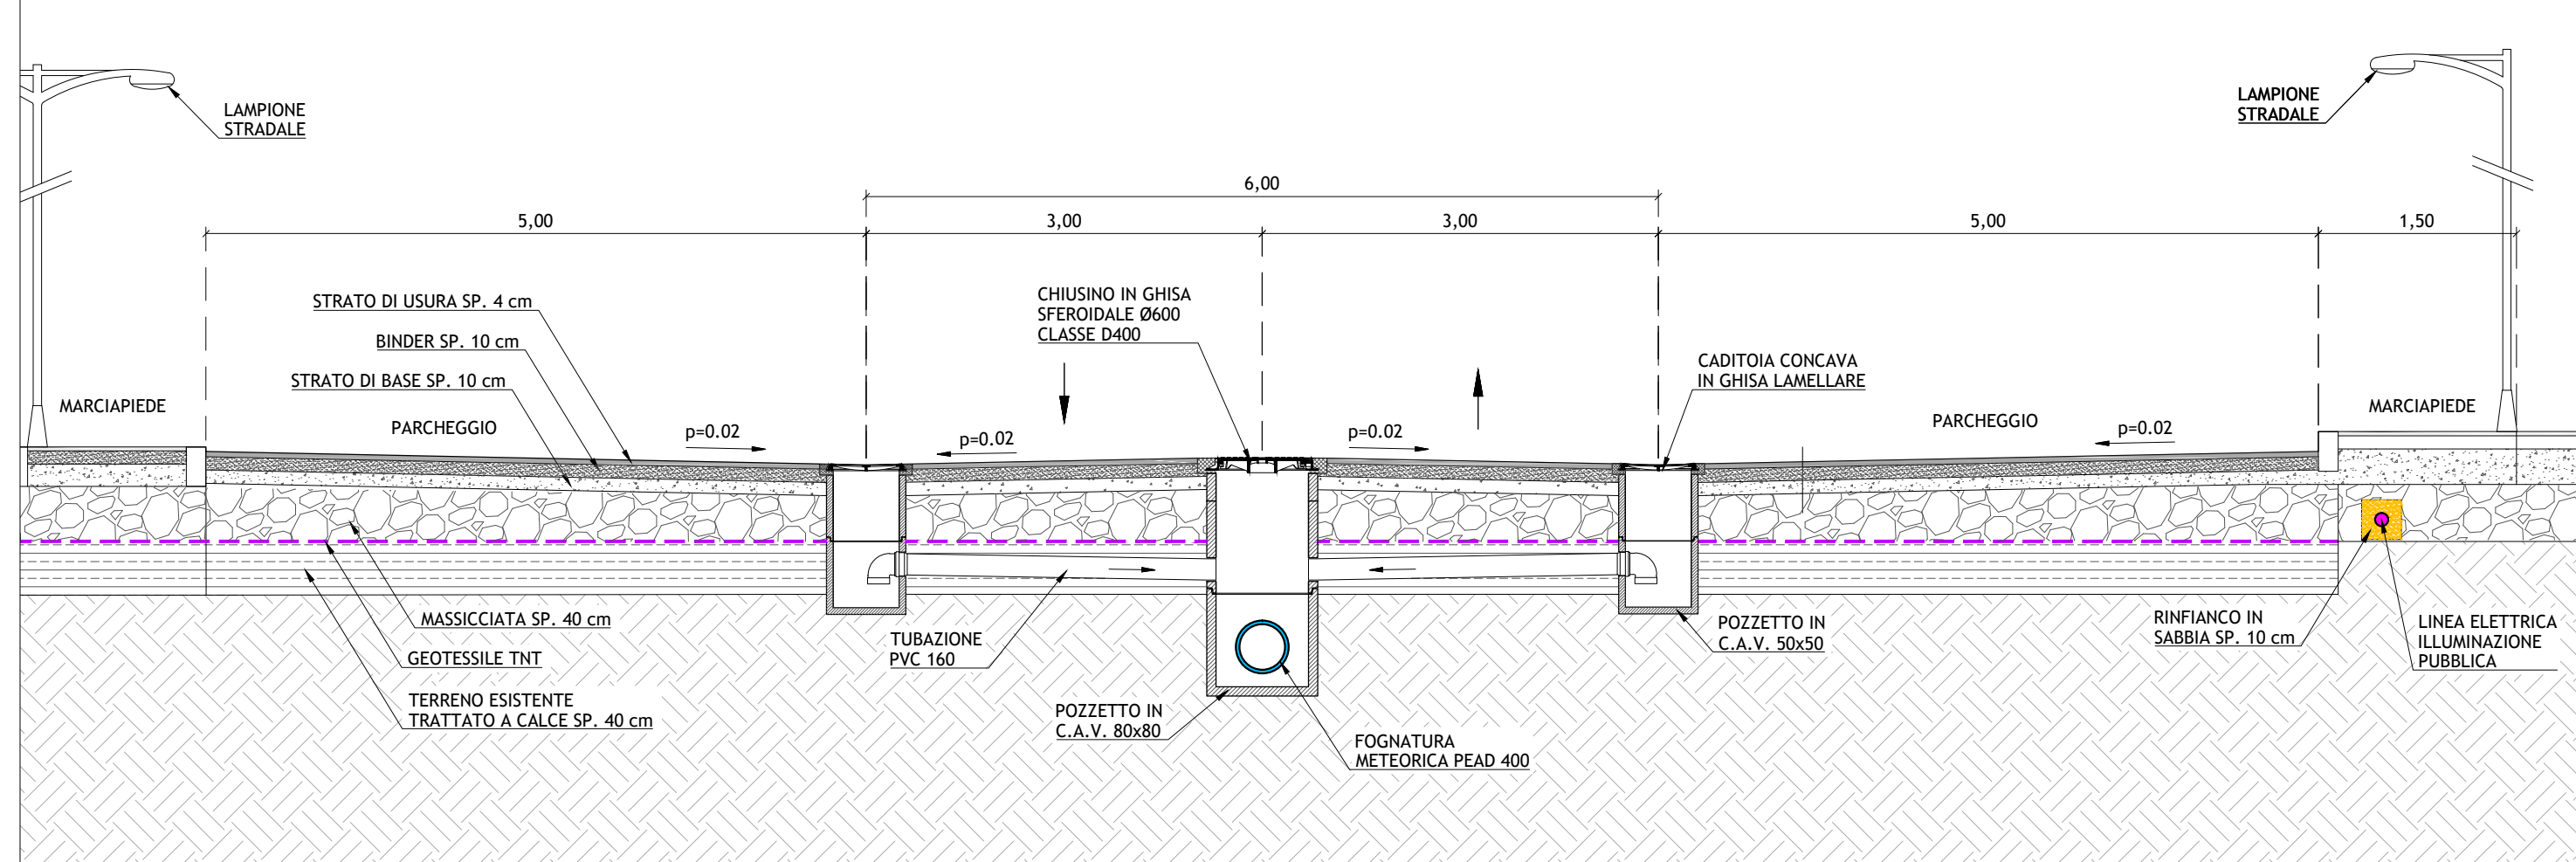 LAMPIONE
STRADALE
LAMPIONE
STRADALE
6,00
5,00
3,00
3,00
5,00
1,50
STRATO DI USURA SP. 4 cm
BINDER SP. 10 cm
STRATO DI BASE SP. 10 cm
CHIUSINO IN GHISA
SFEROIDALE Ø600
CLASSE D400
CADITOIA CONCAVA
IN GHISA LAMELLARE
MARCIAPIEDE
PARCHEGGIO
p=0.02
p=0.02
p=0.02
PARCHEGGIO
p=0.02
MARCIAPIEDE
MASSICCIATA SP. 40 cm
GEOTESSILE TNT
TERRENO ESISTENTE
TRATTATO A CALCE SP. 40 cm
TUBAZIONE
PVC 160
POZZETTO IN
C.A.V. 80x80
FOGNATURA
METEORICA PEAD 400
POZZETTO IN
C.A.V. 50x50
RINFIANCO IN
SABBIA SP. 10 cm
LINEA ELETTRICA
ILLUMINAZIONE
PUBBLICA